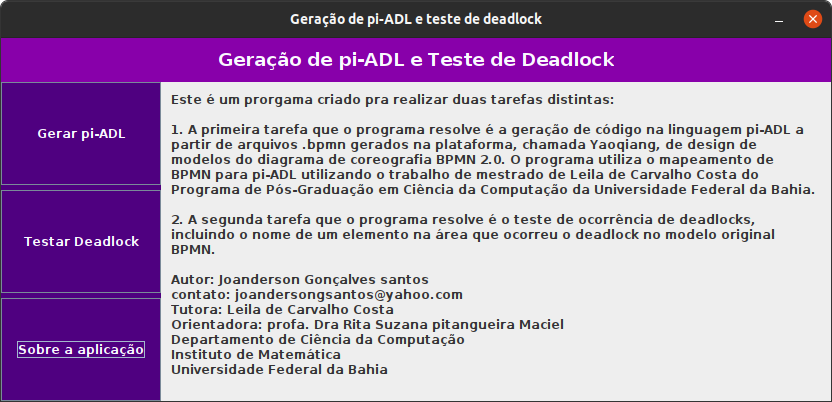 Geração de pi-ADL e teste de deadlock
Geração de pi-ADL e Teste de Deadlock
Gerar pi-ADL
Testar Deadlock
Sobre a aplicação
Este é um prorgama criado pra realizar duas tarefas distintas:
1. A primeira tarefa que o programa resolve é a geração de código na linguagem pi-ADL a
partir de arquivos .bpmn gerados na plataforma, chamada Yaoqiang, de design de
modelos do diagrama de coreografia BPMN 2.0. O programa utiliza o mapeamento de
BPMN para pi-ADL utilizando o trabalho de mestrado de Leila de Carvalho Costa do
Programa de Pós-Graduação em Ciência da Computação da Universidade Federal da Bahia.
2. A segunda tarefa que o programa resolve é o teste de ocorrência de deadlocks,
incluindo o nome de um elemento na área que ocorreu o deadlock no modelo original
BPMN.
Autor: Joanderson Gonçalves santos
contato: joandersongsantos@yahoo.com
Tutora: Leila de Carvalho Costa
Orientadora: profa. Dra Rita Suzana pitangueira Maciel
Departamento de Ciência da Computação
Instituto de Matemática
Universidade Federal da Bahia